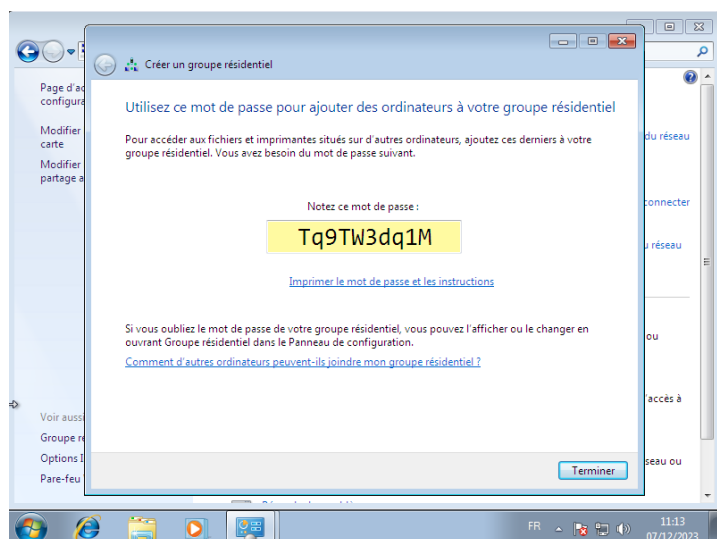 Créer un groupe résidentiel
Page d'ac
configura
Modifier
carte
Modifier
partage a
Utilisez ce mot de passe pour ajouter des ordinateurs à votre groupe résidentiel
Pour accéder aux fichiers et imprimantes situés sur d'autres ordinateurs, ajoutez ces derniers à votre
groupe résidentiel. Vous avez besoin du mot de passe suivant.
Notez ce mot de passe :
Tq9TW3dq1M
Imprimer le mot de passe et les instructions
Si vous oubliez le mot de passe de votre groupe résidentiel, vous pouvez l'afficher ou le changer en
ouvrant Groupe résidentiel dans le Panneau de configuration.
Comment d'autres ordinateurs peuvent-ils joindre mon groupe résidentiel ?
Terminer
du réseau
connecter
u réseau
ou
'accès à
seau ou
Voir aussi
Groupe ré
Options I
Pare-feu
FR
11:13
07/12/2023